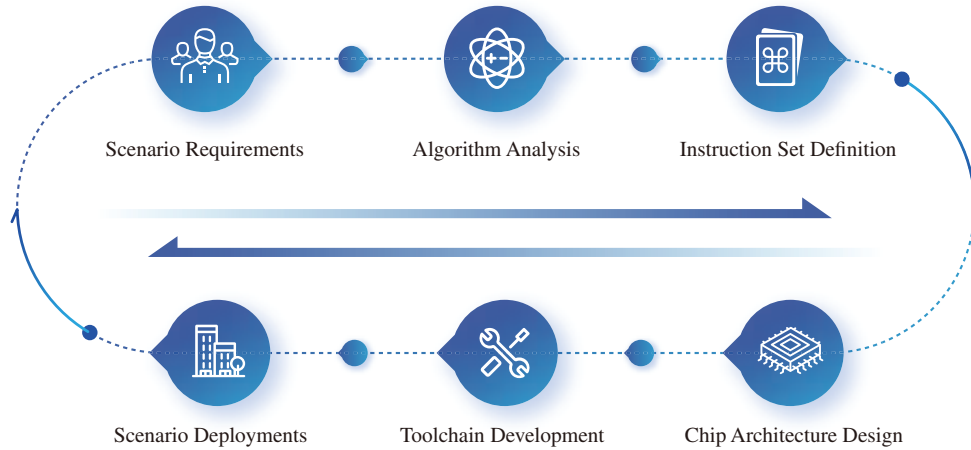 Scenario Requirements
Algorithm Analysis
Instruction Set Definition
Scenario Deployments
Toolchain Development
Chip Architecture Design